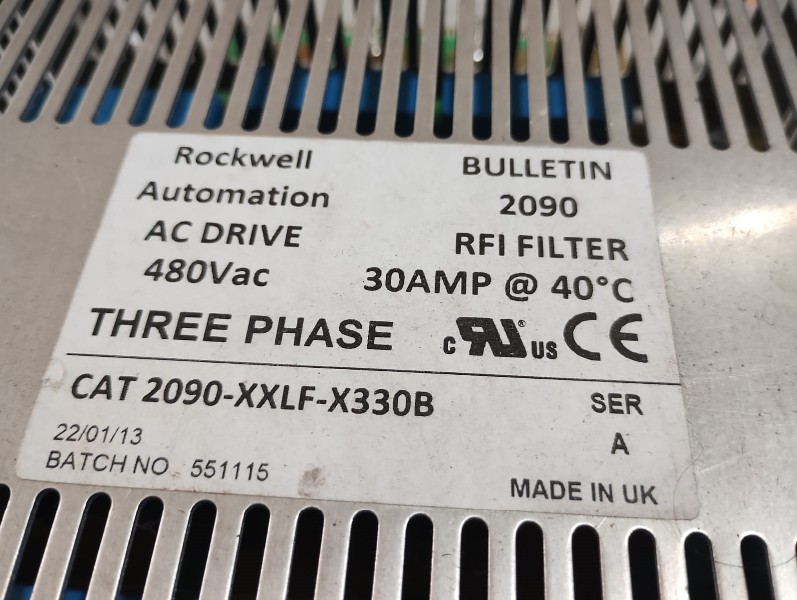 Rockwell BULLETIN
Automation 2090
AC DRIVE RFI FILTER
480Vac 30AMP @ 40°C
THREE PHASE c RU ® US CE
CAT 2090-XXLF-X330B SER
22/01/13 A
BATCH NO 551115
MADE IN UK